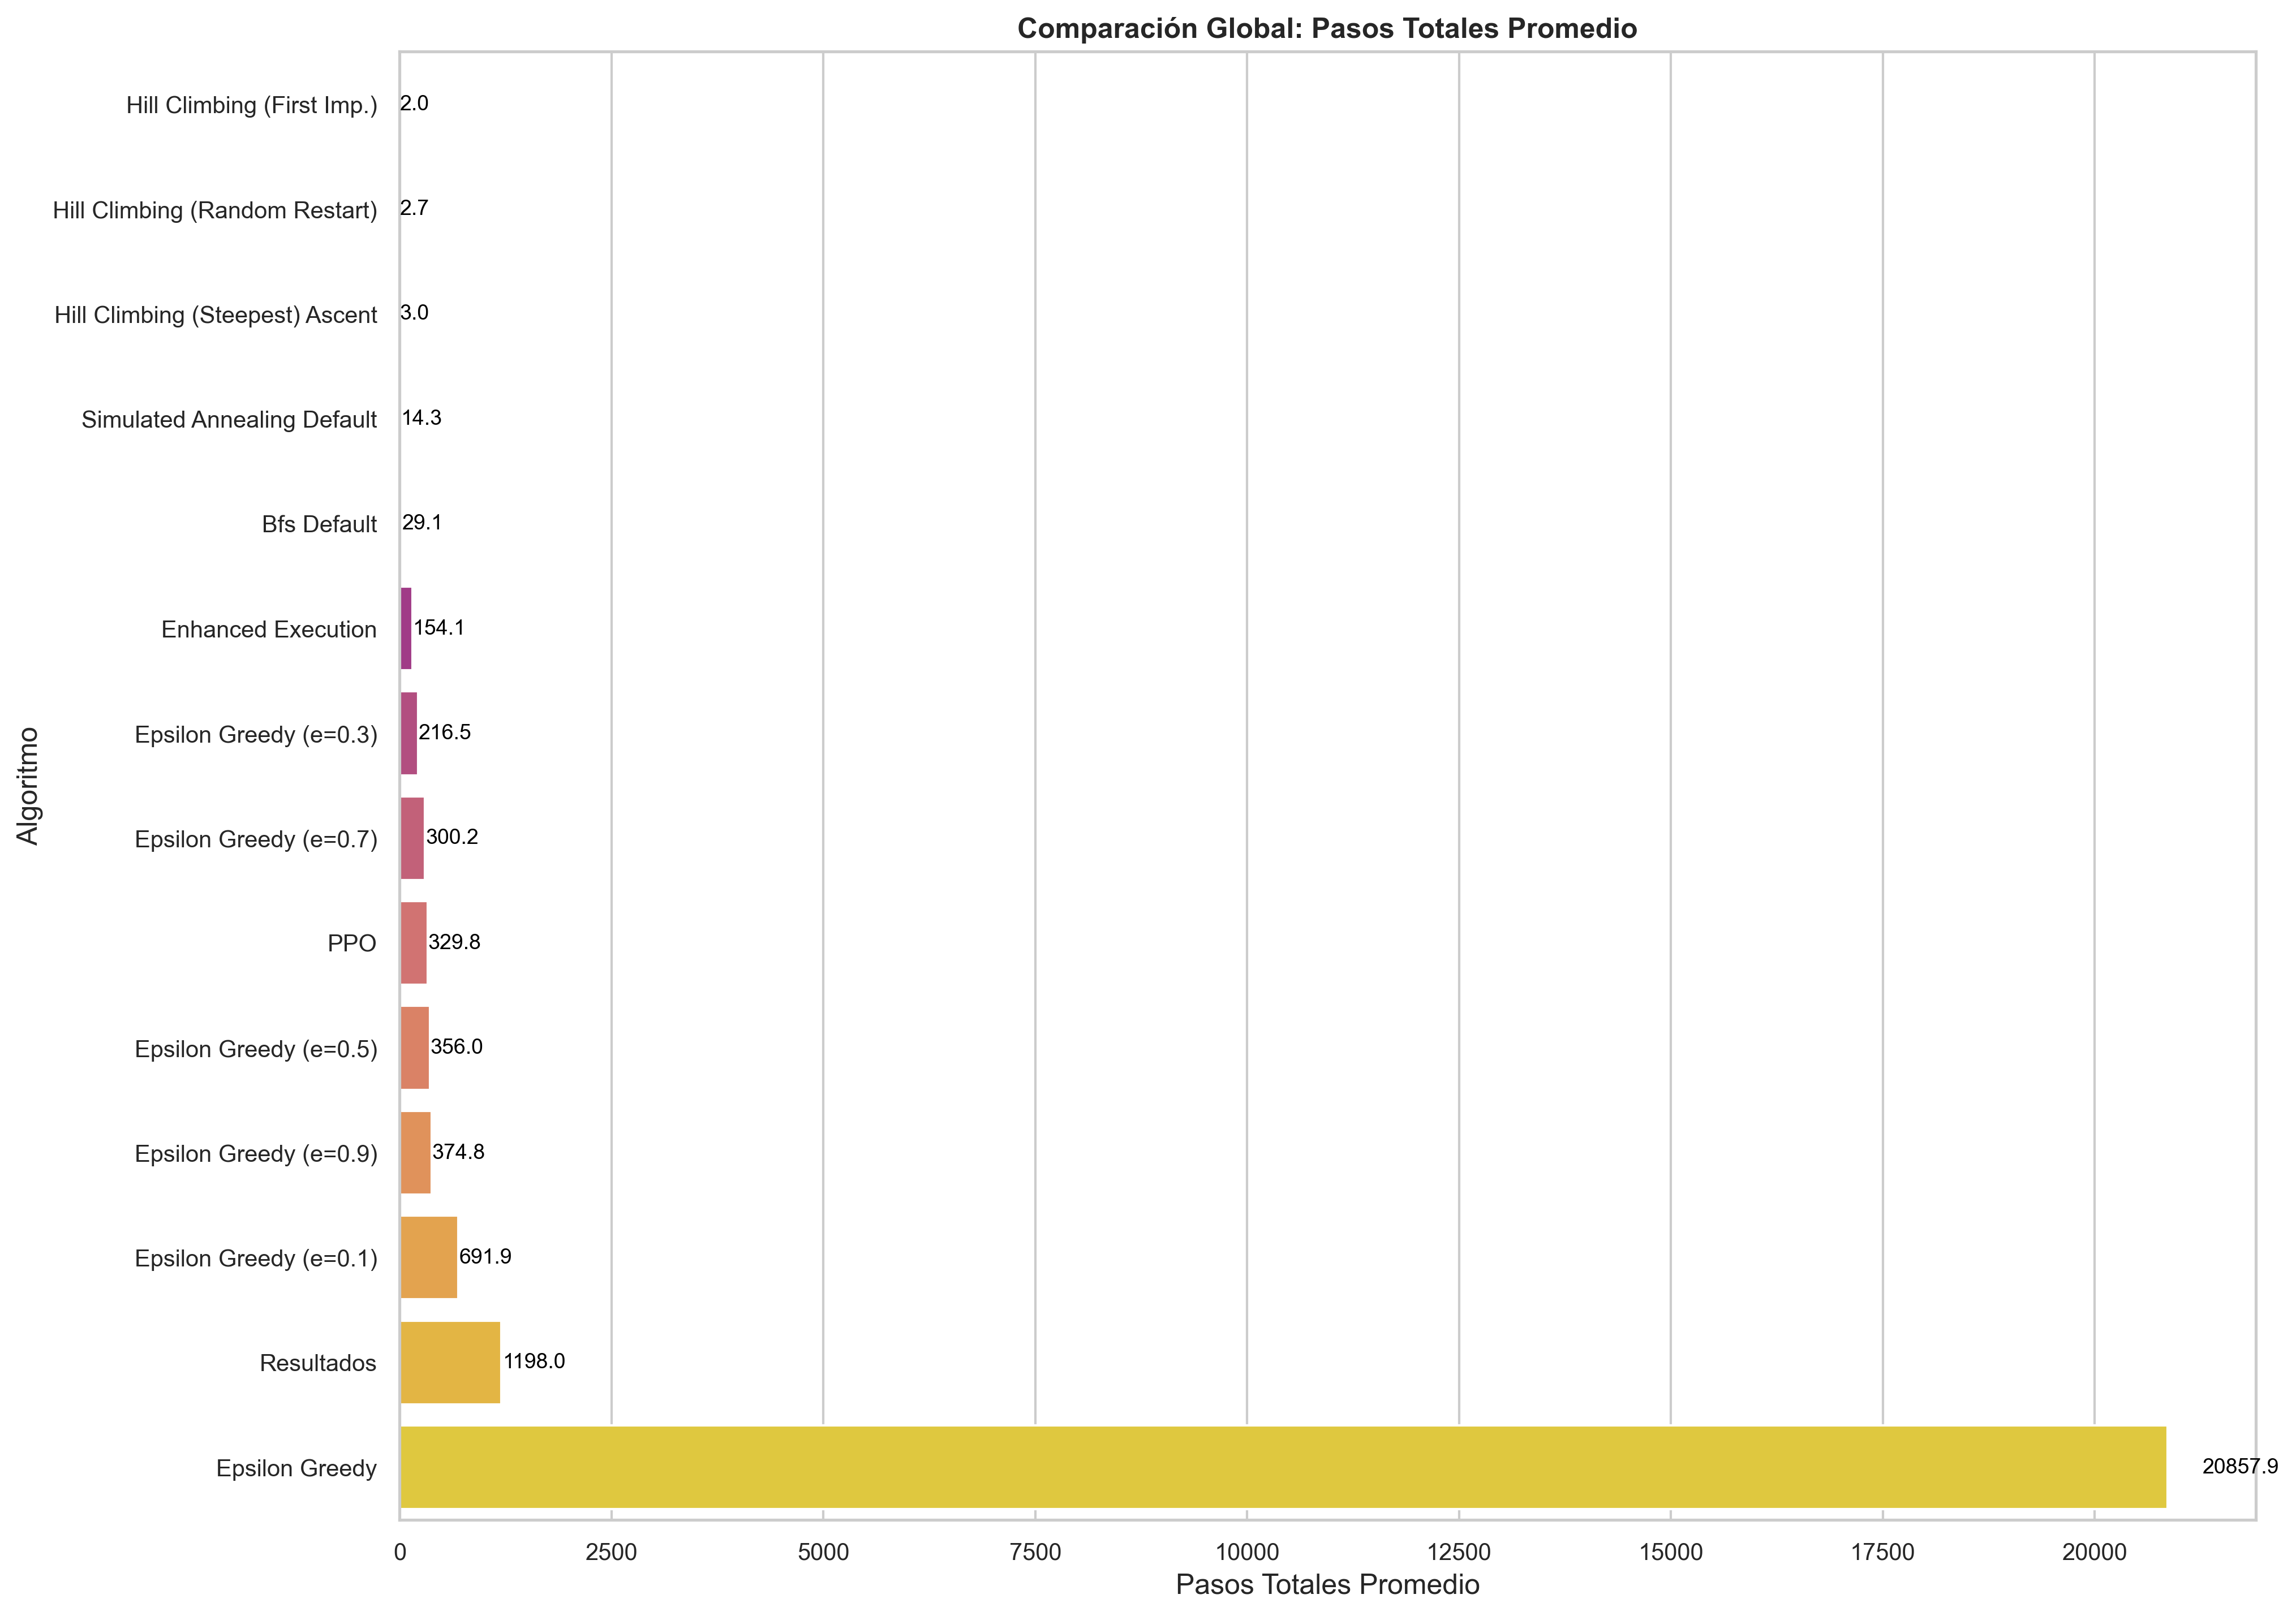 Comparación Global: Pasos Totales Promedio
Algoritmo
Hill Climbing (First Imp.) 2.0
Hill Climbing (Random Restart) 2.7
Hill Climbing (Steepest) Ascent 3.0
Simulated Annealing Default 14.3
Bfs Default 29.1
Enhanced Execution 154.1
Epsilon Greedy (e=0.3) 216.5
Epsilon Greedy (e=0.7) 300.2
PPO 329.8
Epsilon Greedy (e=0.5) 356.0
Epsilon Greedy (e=0.9) 374.8
Epsilon Greedy (e=0.1) 691.9
Resultados 1198.0
Epsilon Greedy 20857.9
0 2500 5000 7500 10000 12500 15000 17500 20000
Pasos Totales Promedio